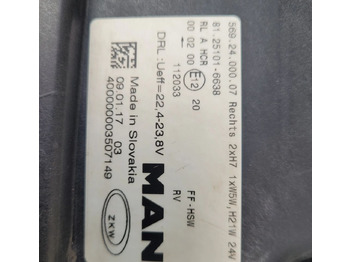 569.24.000.07 Rechts 2xH7 1xW5W,H21W 24V
81.25101-6638
RL A HCR E12 20 FF-HSW
00 02 00 112033 RV
DRL:Ueff=22,4-23,8V MAN
Made in Slovakia
09.01.17 03
4000000003507149
ZKW